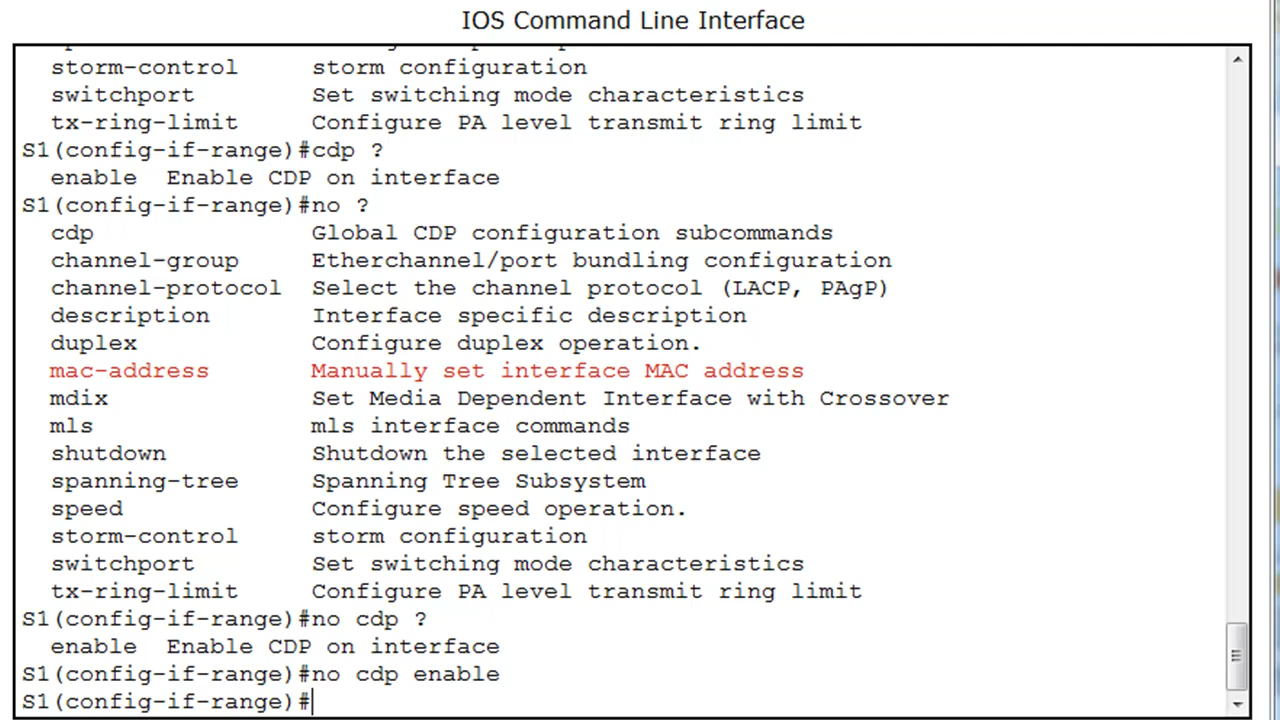 IOS Command Line Interface
storm-control storm configuration
switchport Set switching mode characteristics
tx-ring-limit Configure PA level transmit ring limit
S1(config-if-range)#cdp ?
enable Enable CDP on interface
S1(config-if-range)#no ?
cdp Global CDP configuration subcommands
channel-group Etherchannel/port bundling configuration
channel-protocol Select the channel protocol (LACP, PAgP)
description Interface specific description
duplex Configure duplex operation.
mac-address Manually set interface MAC address
mdix Set Media Dependent Interface with Crossover
mls mls interface commands
shutdown Shutdown the selected interface
spanning-tree Spanning Tree Subsystem
speed Configure speed operation.
storm-control storm configuration
switchport Set switching mode characteristics
tx-ring-limit Configure PA level transmit ring limit
S1(config-if-range)#no cdp ?
enable Enable CDP on interface
S1(config-if-range)#no cdp enable
S1(config-if-range)#